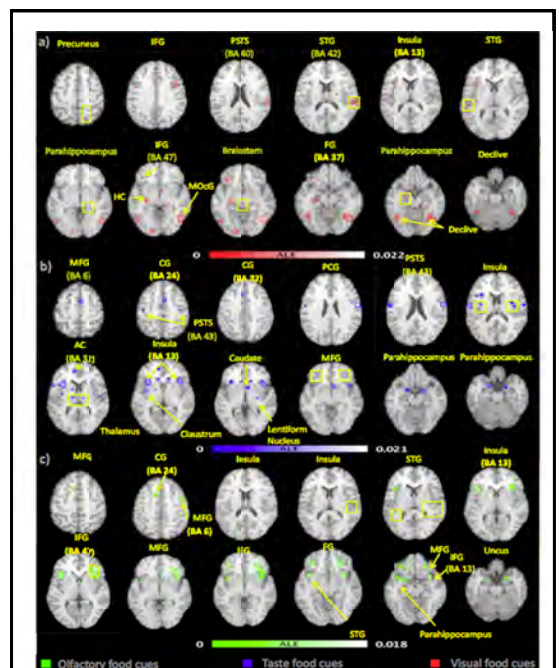 a)
Precuneus IFG PSTS STG Insula STG
(BA 40) (BA 42) (BA 13)
Parahippocampus IFG Brainstem FG Parahippocampus Declive
(BA 47) (BA 37)
HC MOcG
Declive
0 ALE 0.022
b)
MFG CG CG PCG PSTS Insula
(BA 6) (BA 24) (BA 32) (BA 43)
PSTS
(BA 43)
AC Insula Caudate MFG Parahippocampus Parahippocampus
(BA 13)
Thalamus Claustrum Lentiform
Nucleus
0 ALE 0.021
c)
MFG CG Insula Insula STG Insula
(BA 24) (BA 13)
MFG
(BA 6)
IFG MFG IFG FG MFG IFG Uncus
(BA 47) (BA 13)
STG Parahippocampus
0 ALE 0.018
Olfactory food cues Taste food cues Visual food cues